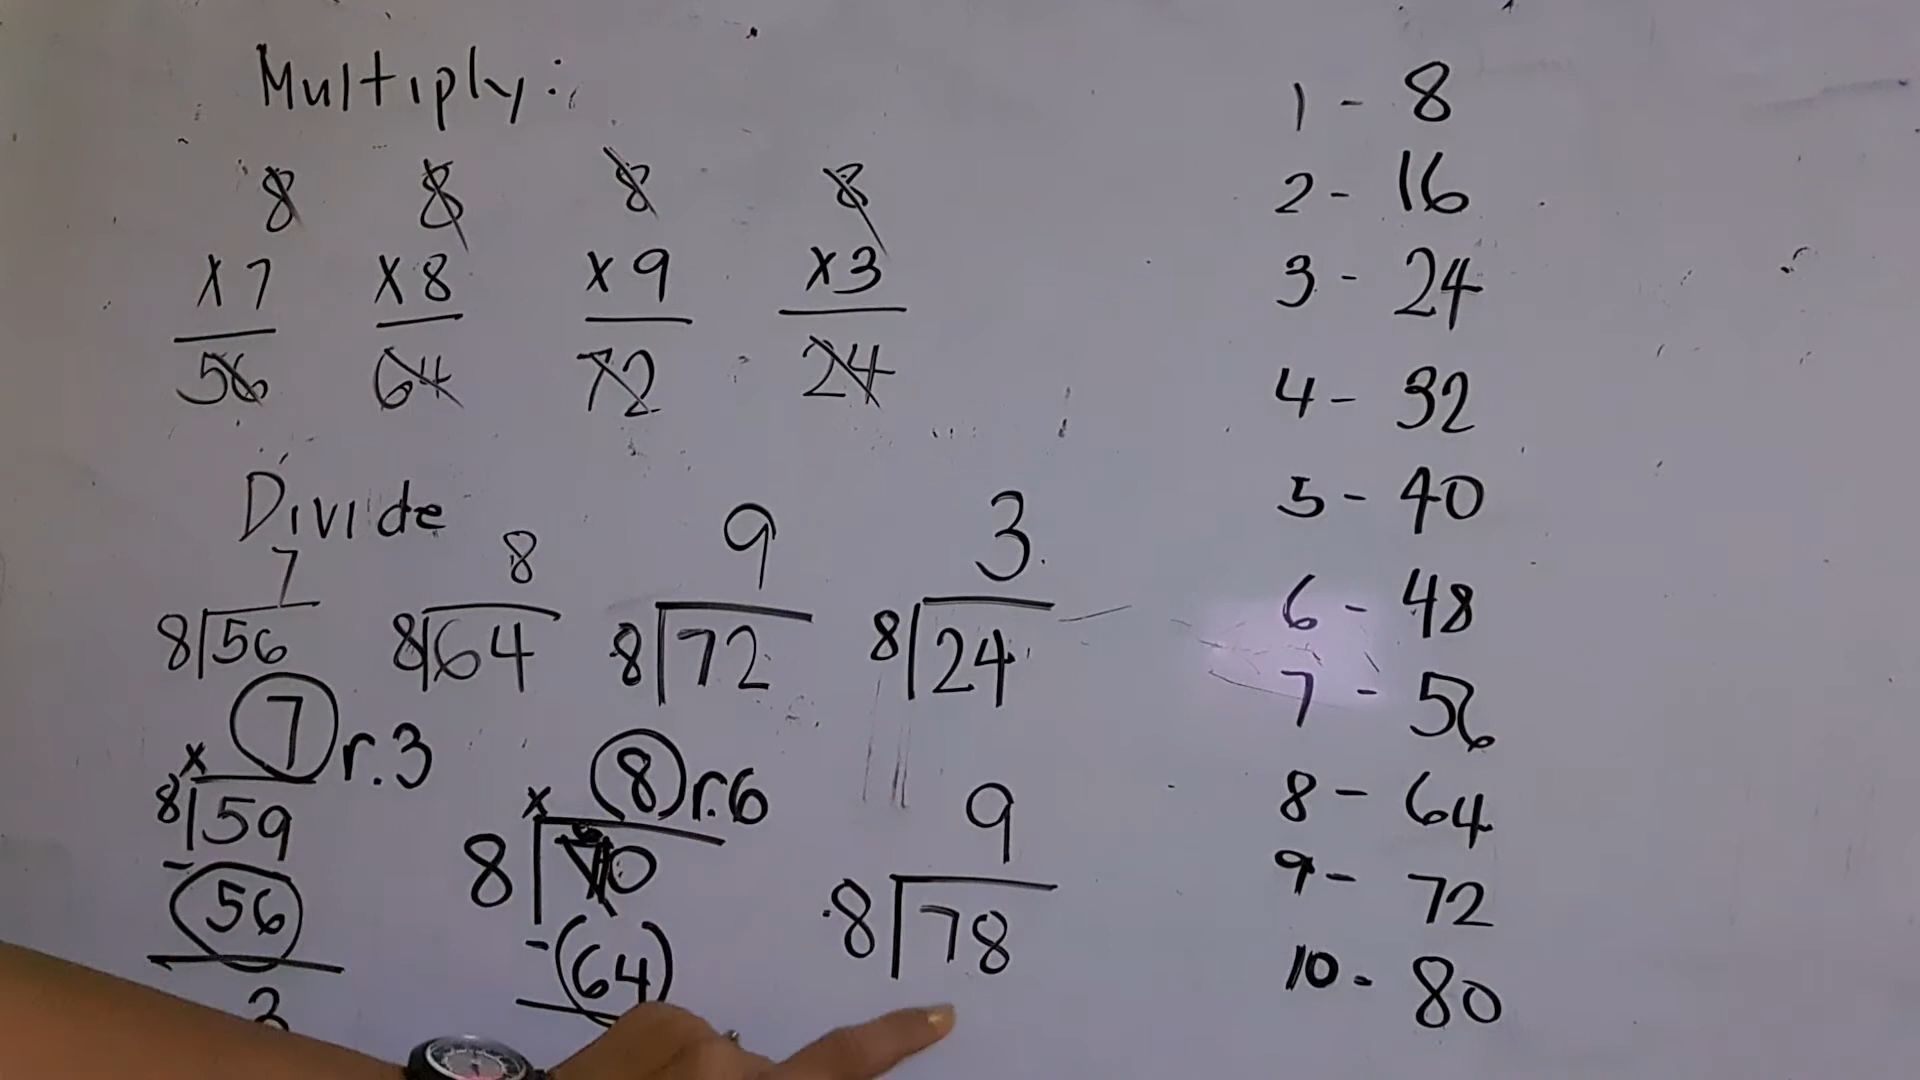 Multiply:
8 8 8 8
x7 x8 x9 x3
56 64 72 24
Divide
7 8 9 3
8 56 8 64 8 72 8 24
x 7 r.3 x 8 r.6 9
8 59 8 70 8 78
- 56 - 64
3
1 - 8
2 - 16
3 - 24
4 - 32
5 - 40
6 - 48
7 - 56
8 - 64
9 - 72
10 - 80